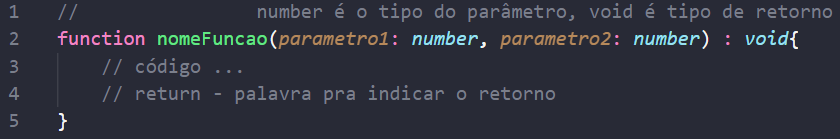 1 // number é o tipo do parâmetro, void é tipo de retorno
2 function nomeFuncao(parametro1: number, parametro2: number) : void{
3 // código ...
4 // return - palavra pra indicar o retorno
5 }